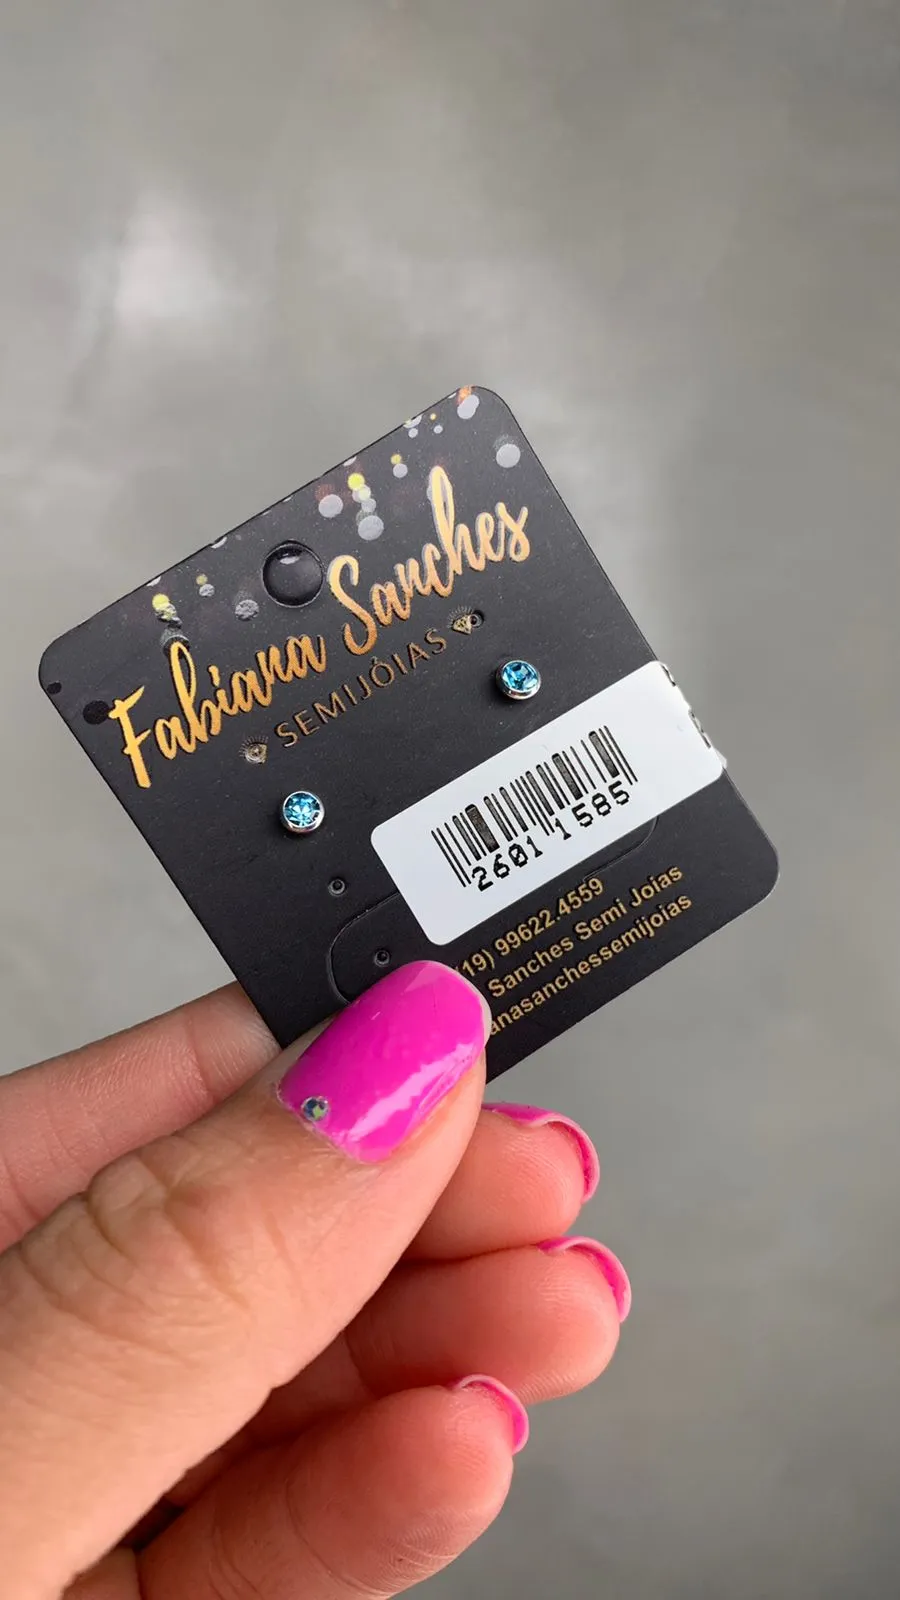 Fabiana Sanches
SEMIJÓIAS
2601 1585
(19) 99622.4559
Sanches Semi Joias
anasanchessemijoias